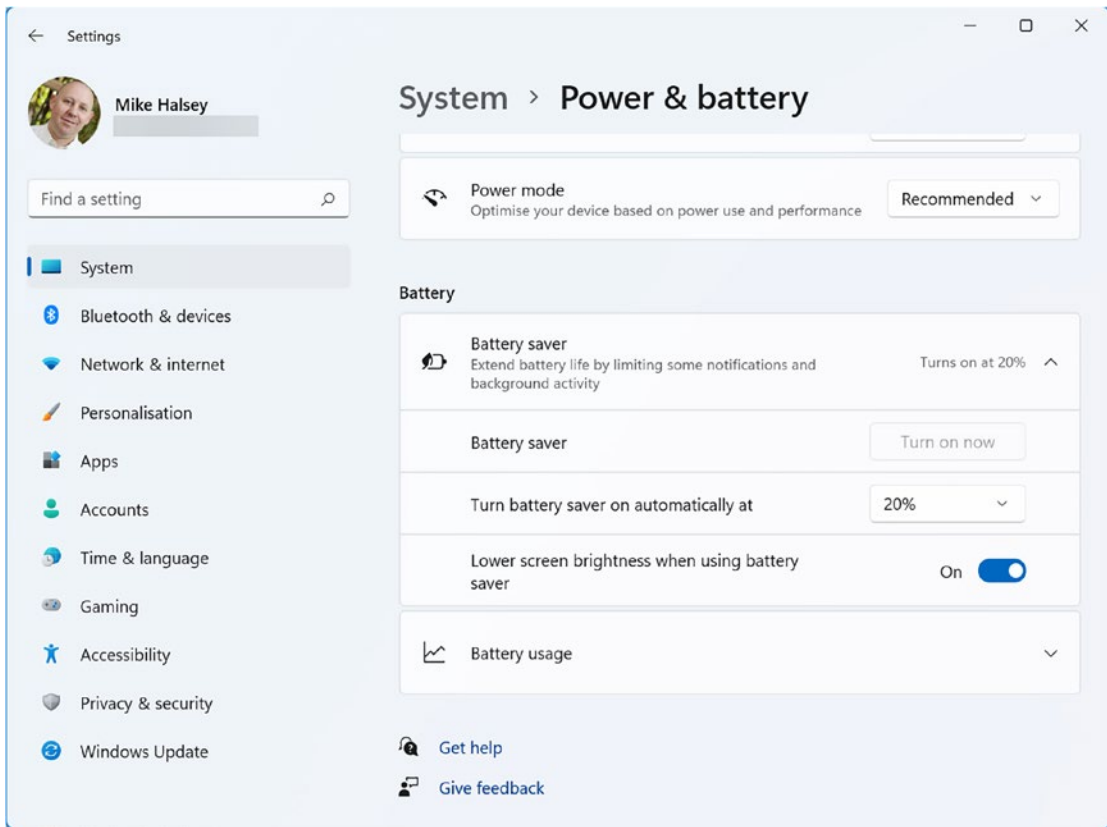 Settings
Mike Halsey
Find a setting
System
Bluetooth & devices
Network & internet
Personalisation
Apps
Accounts
Time & language
Gaming
Accessibility
Privacy & security
Windows Update
System > Power & battery
Power mode
Optimise your device based on power use and performance
Recommended
Battery
Battery saver
Extend battery life by limiting some notifications and
background activity
Turns on at 20%
Battery saver
Turn on now
Turn battery saver on automatically at
20%
Lower screen brightness when using battery
saver
On
Battery usage
Get help
Give feedback